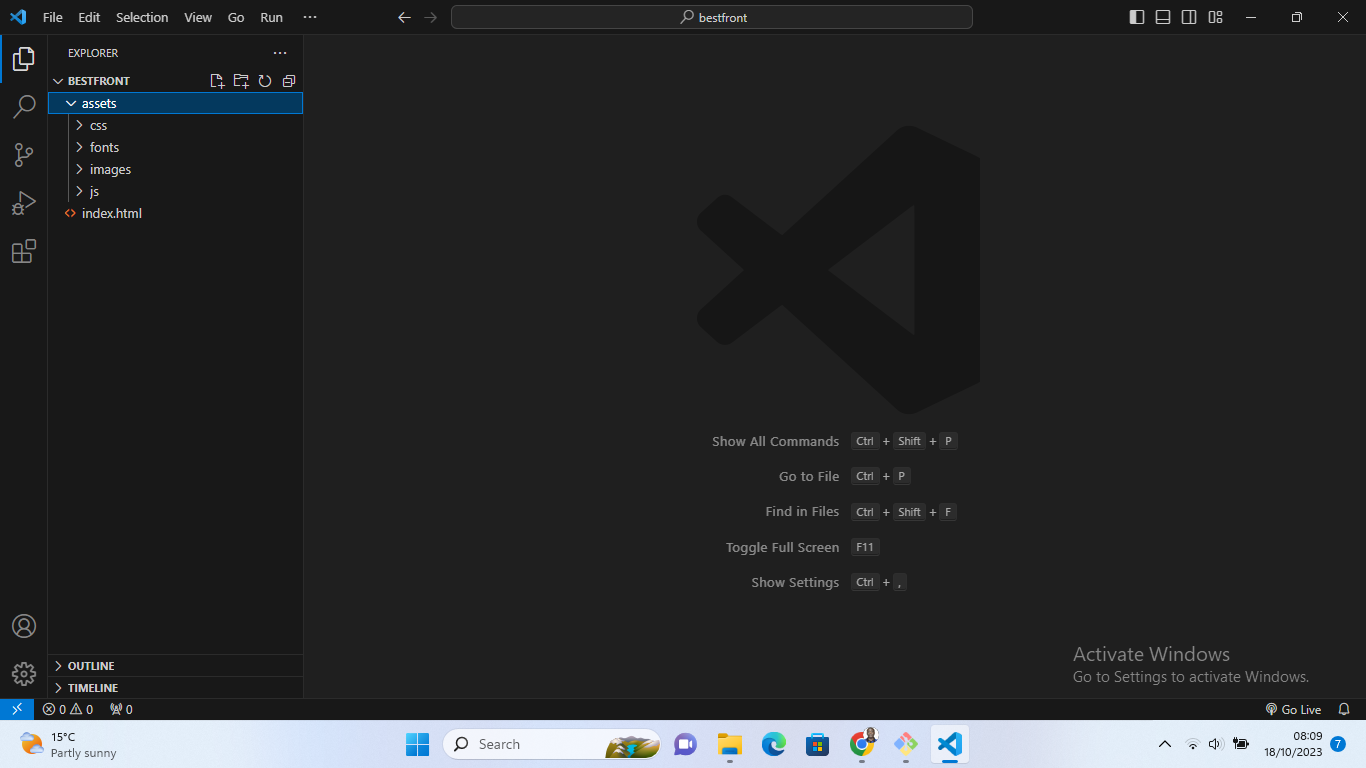 File Edit Selection View Go Run ···
bestfront
EXPLORER
BESTFRONT
assets
css
fonts
images
js
index.html
Show All Commands Ctrl + Shift + P
Go to File Ctrl + P
Find in Files Ctrl + Shift + F
Toggle Full Screen F11
Show Settings Ctrl + ,
Activate Windows
Go to Settings to activate Windows.
OUTLINE
TIMELINE
0 0 0 Go Live
15°C
Partly sunny
Search
08:09
18/10/2023
7